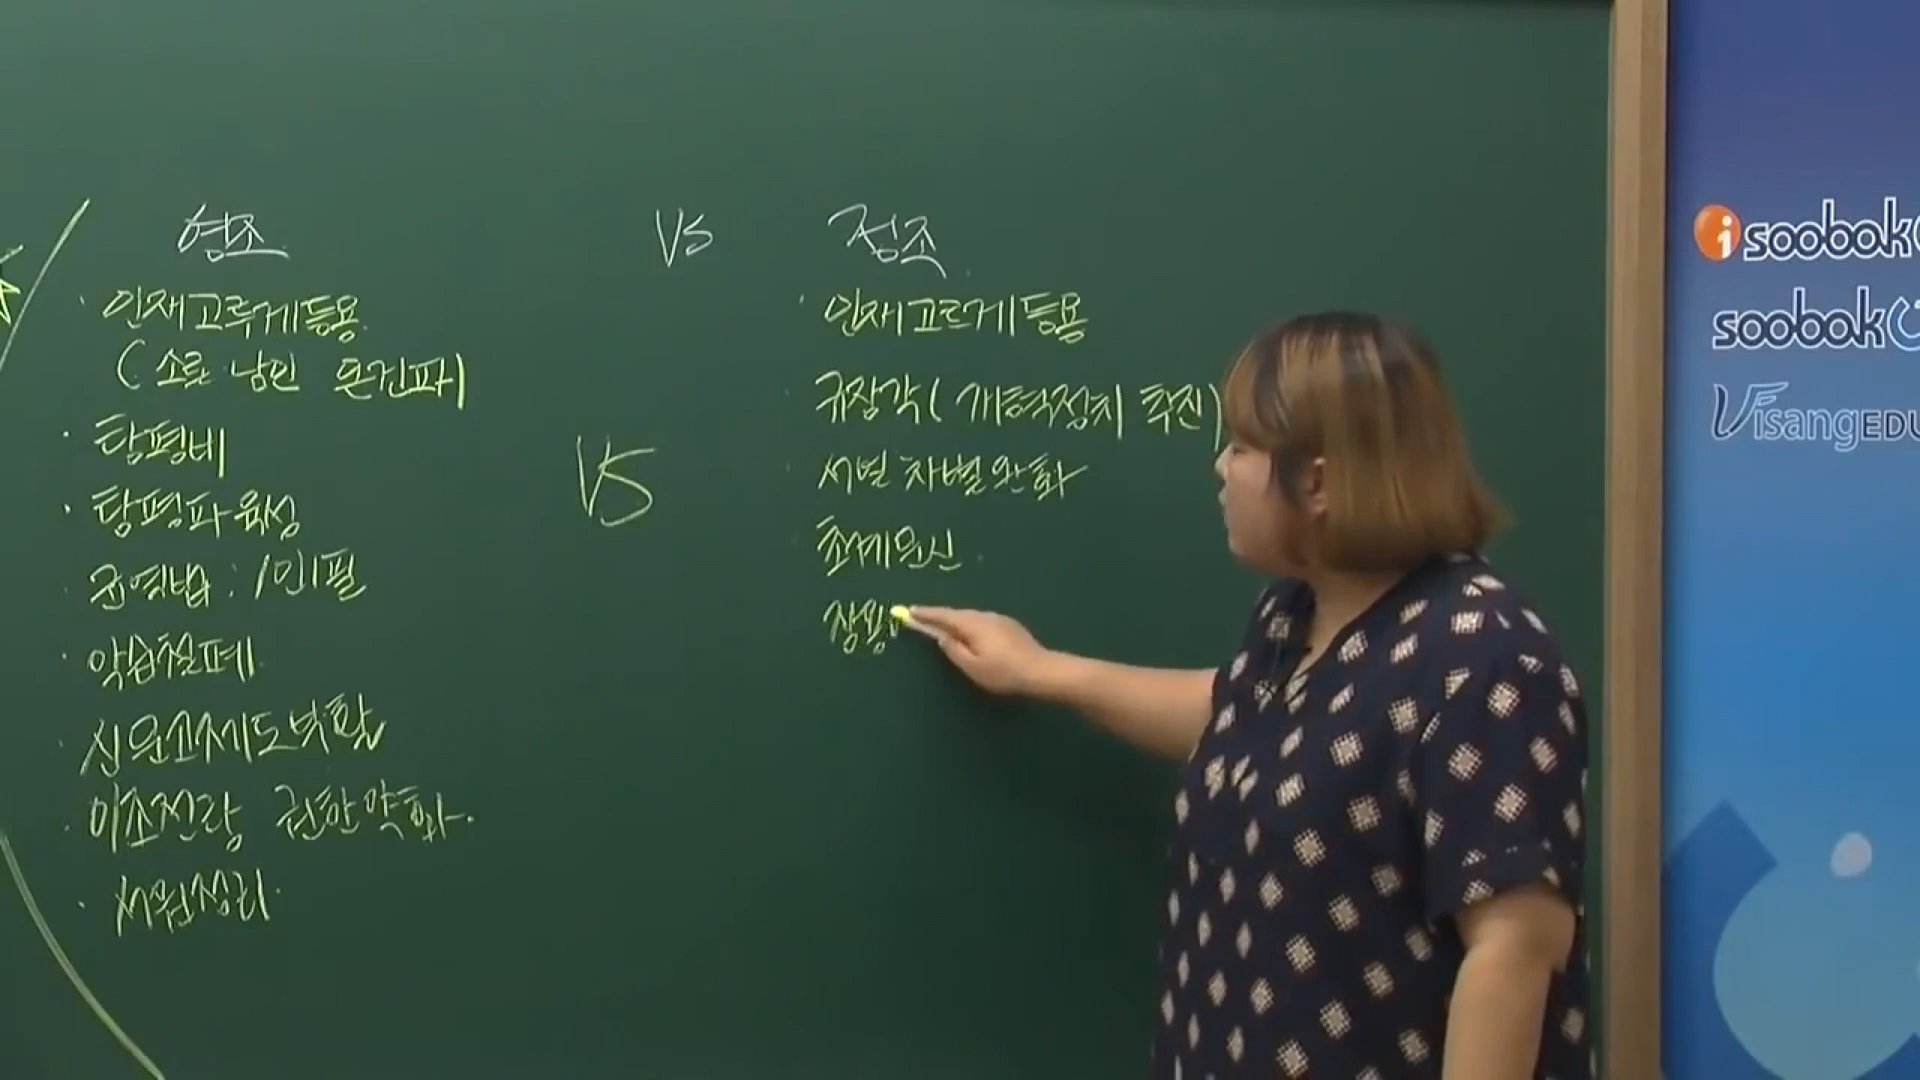 영조 vs 정조
· 인재고루게등용
(소론 남인 온건파)
· 탕평비
· 탕평파 육성
· 균역법 : 1인1필
· 악습철폐
· 신문고제도부활
· 이조전랑 권한약화.
· 서원정리.
VS
· 인재고르게등용
규장각 (개혁정치 추진)
서얼 차별완화
초계문신
장용
isoobok
soobok
VisangEDU